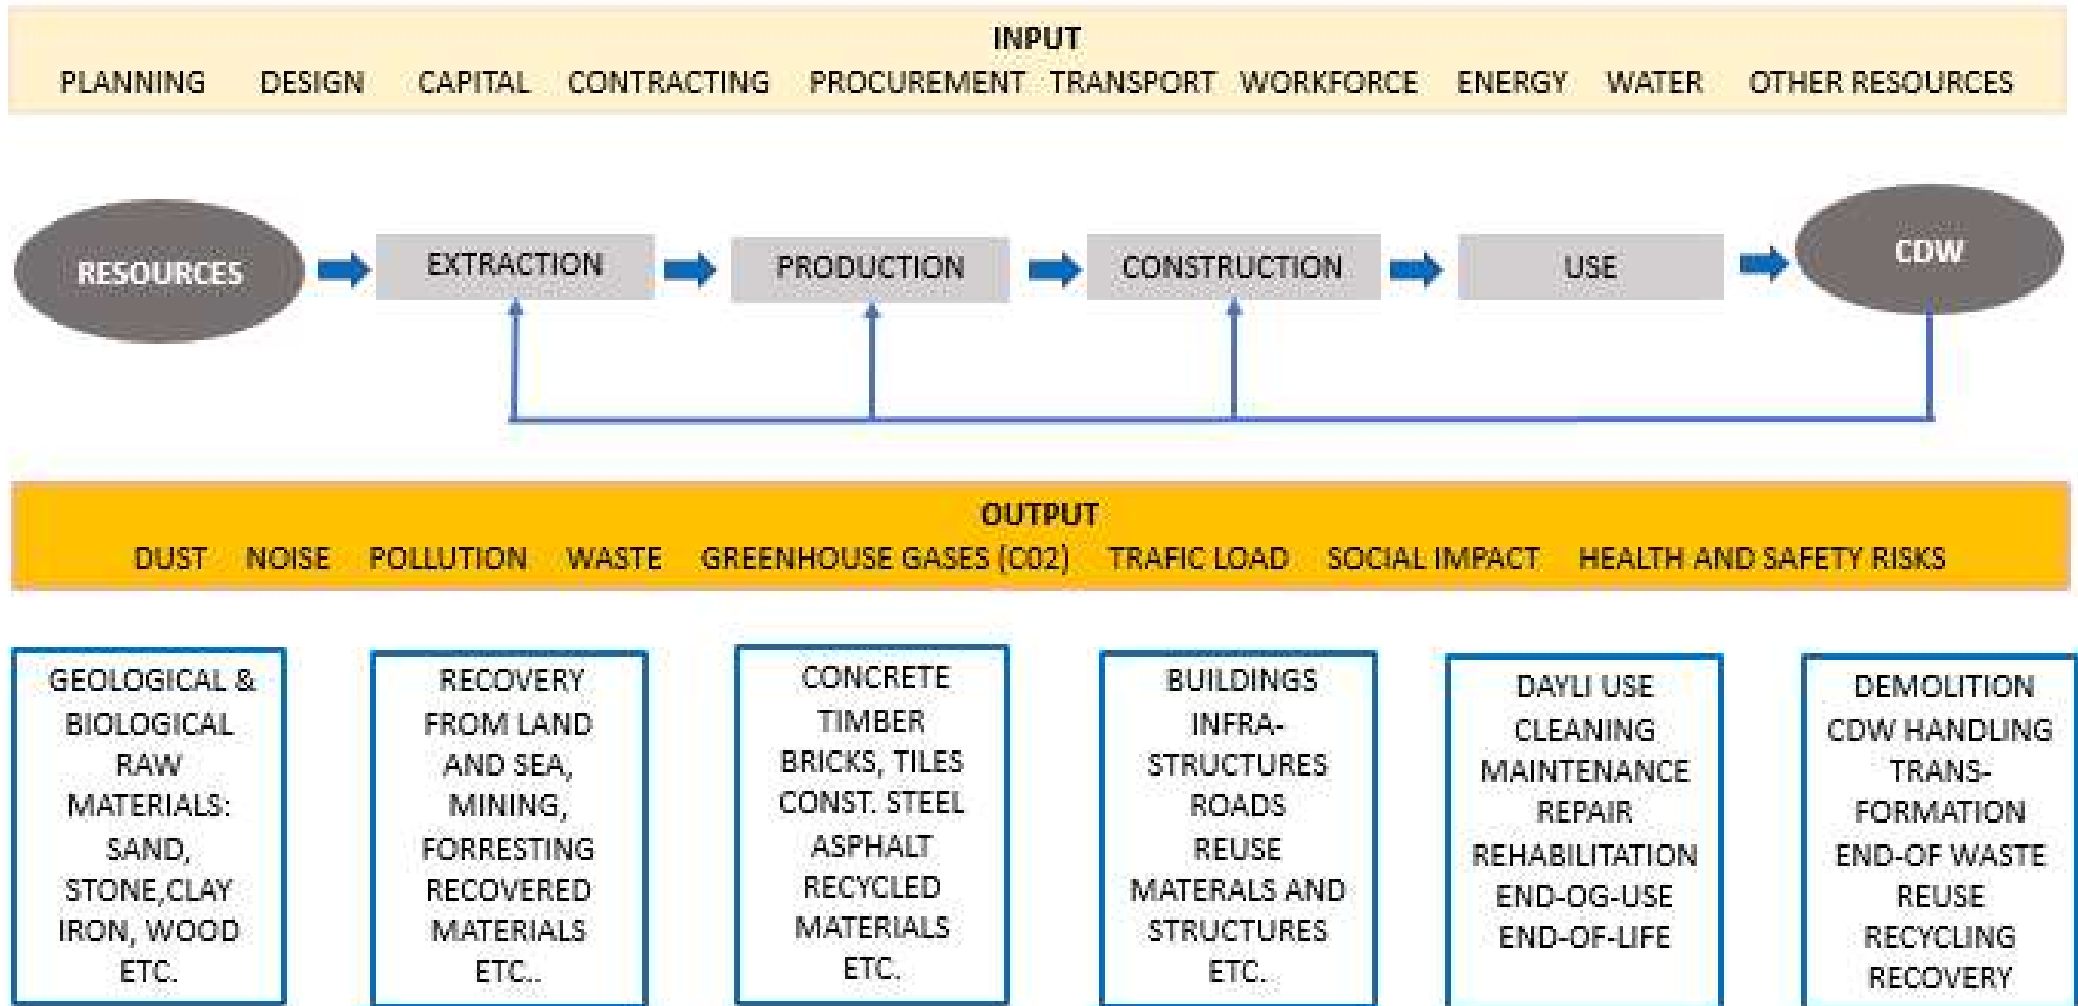 INPUT
PLANNING DESIGN CAPITAL CONTRACTING PROCUREMENT TRANSPORT WORKFORCE ENERGY WATER OTHER RESOURCES
RESOURCES
EXTRACTION
PRODUCTION
CONSTRUCTION
USE
CDW
OUTPUT
DUST NOISE POLLUTION WASTE GREENHOUSE GASES (C02) TRAFIC LOAD SOCIAL IMPACT HEALTH AND SAFETY RISKS
GEOLOGICAL &
BIOLOGICAL
RAW
MATERIALS:
SAND,
STONE,CLAY
IRON, WOOD
ETC.
RECOVERY
FROM LAND
AND SEA,
MINING,
FORRESTING
RECOVERED
MATERIALS
ETC..
CONCRETE
TIMBER
BRICKS, TILES
CONST. STEEL
ASPHALT
RECYCLED
MATERIALS
ETC.
BUILDINGS
INFRA-
STRUCTURES
ROADS
REUSE
MATERALS AND
STRUCTURES
ETC.
DAYLI USE
CLEANING
MAINTENANCE
REPAIR
REHABILITATION
END-OG-USE
END-OF-LIFE
DEMOLITION
CDW HANDLING
TRANS-
FORMATION
END-OF WASTE
REUSE
RECYCLING
RECOVERY